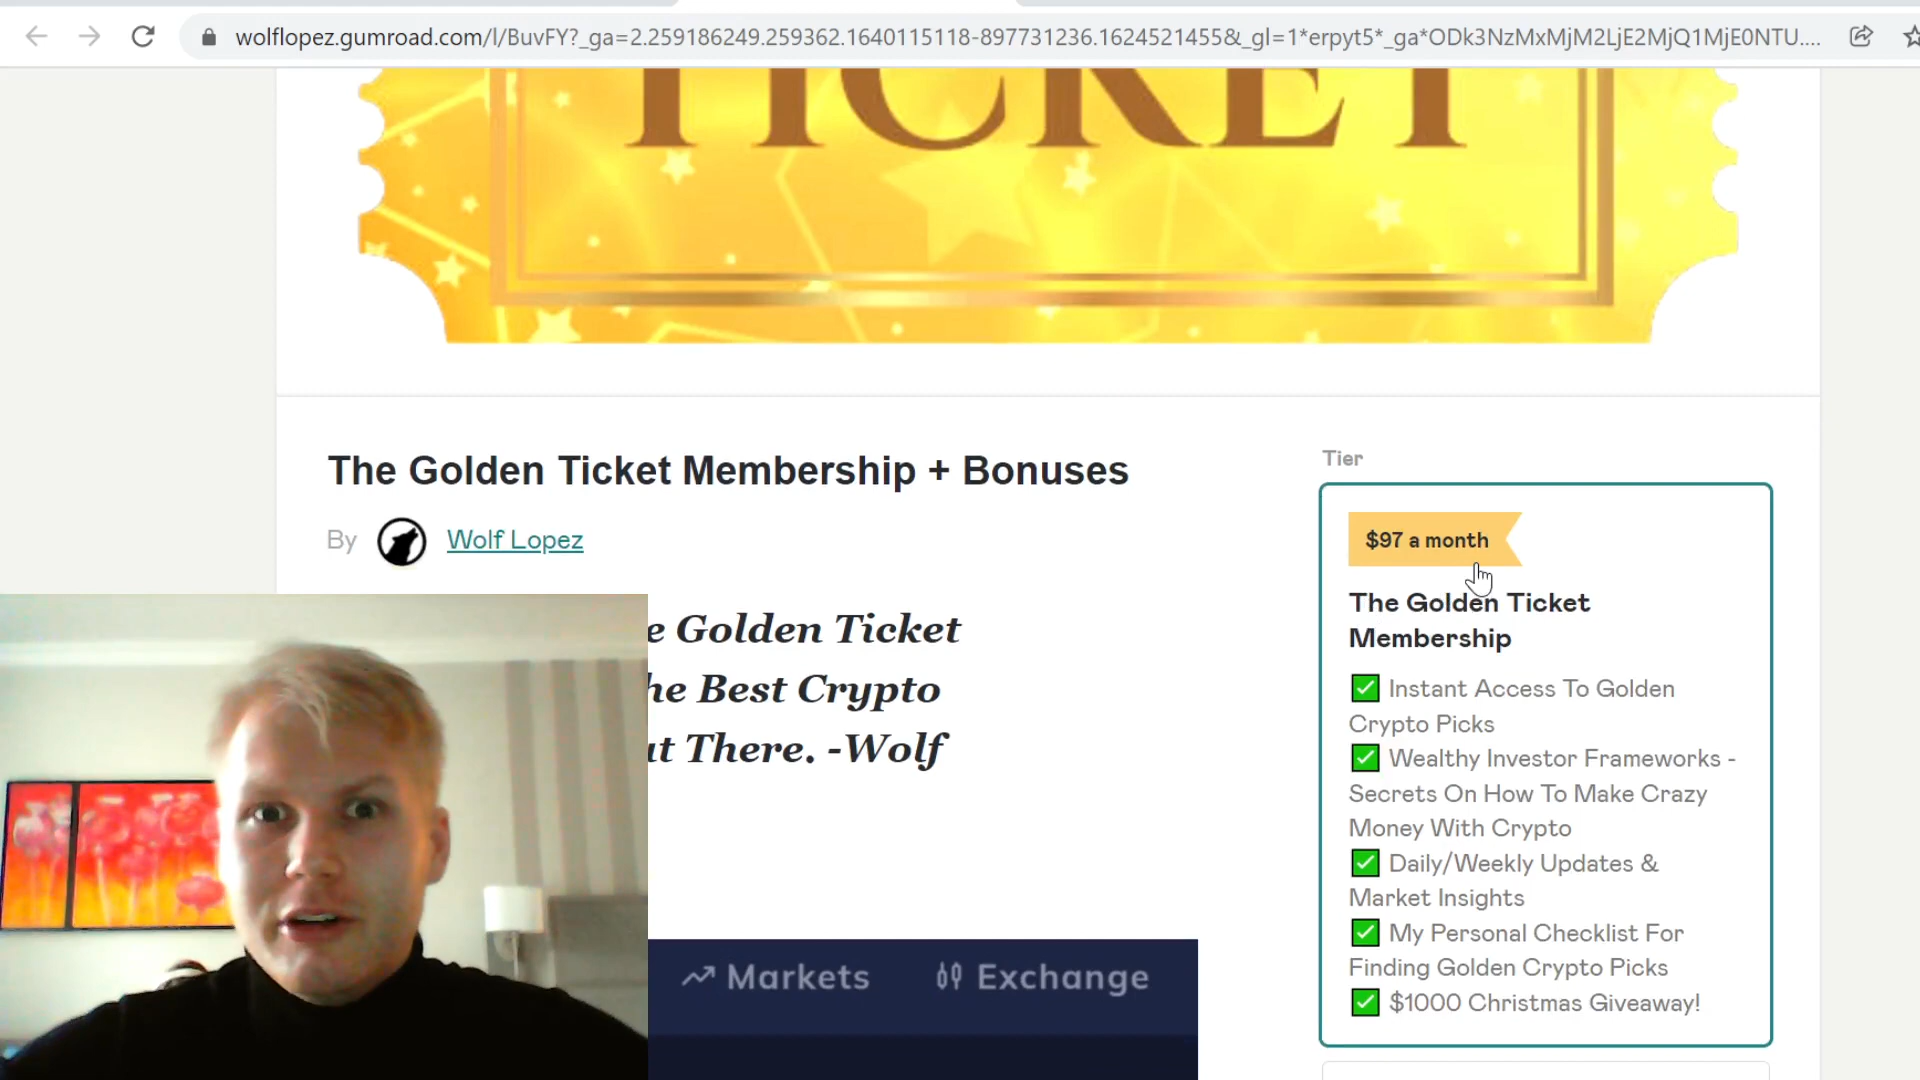 wolflopez.gumroad.com/l/BuvFY?_ga=2.259186249.259362.1640115118-897731236.1624521455&_gl=1*erpyt5*_ga*ODk3NzMxMjM2LjE2MjQ1MjE0NTU....
TICKET
The Golden Ticket Membership + Bonuses
By Wolf Lopez
e Golden Ticket
he Best Crypto
ut There. -Wolf
Markets Exchange
Tier
$97 a month
The Golden Ticket
Membership
✅ Instant Access To Golden
Crypto Picks
✅ Wealthy Investor Frameworks -
Secrets On How To Make Crazy
Money With Crypto
✅ Daily/Weekly Updates &
Market Insights
✅ My Personal Checklist For
Finding Golden Crypto Picks
✅ $1000 Christmas Giveaway!